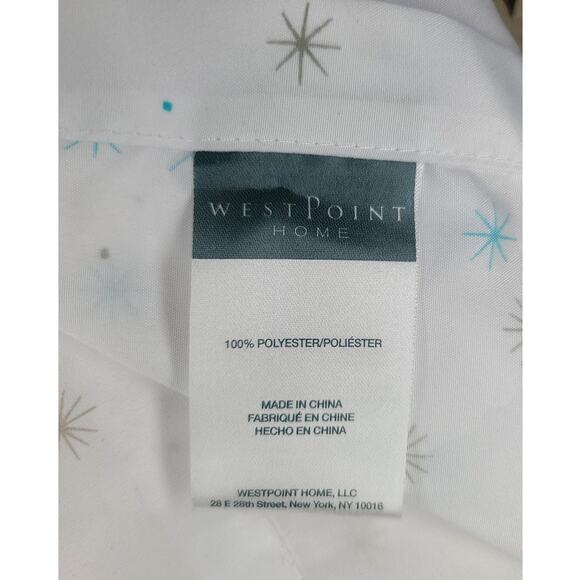 WESTPOINT
HOME
100% POLYESTER/POLIÉSTER
MADE IN CHINA
FABRIQUÉ EN CHINE
HECHO EN CHINA
WESTPOINT HOME, LLC
28 E 28th Street, New York, NY 10016